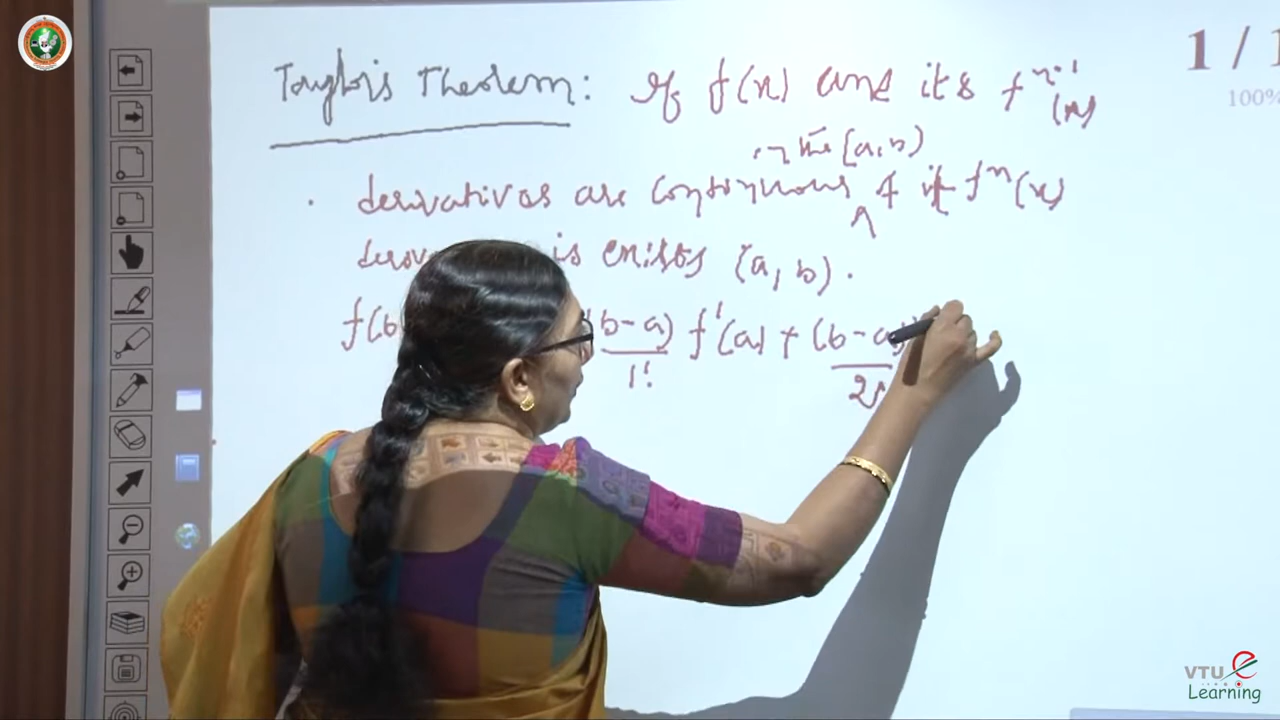 Taylor's Theorem: If f(x) and its f^{n-1}(x)
in the [a,b]
derivatives are continuous ^ & if f^n(x)
is exists (a, b).
f(b (b-a)/1! f'(a) + (b-a)/2!
1 / 1
100%
VTU e
Learning